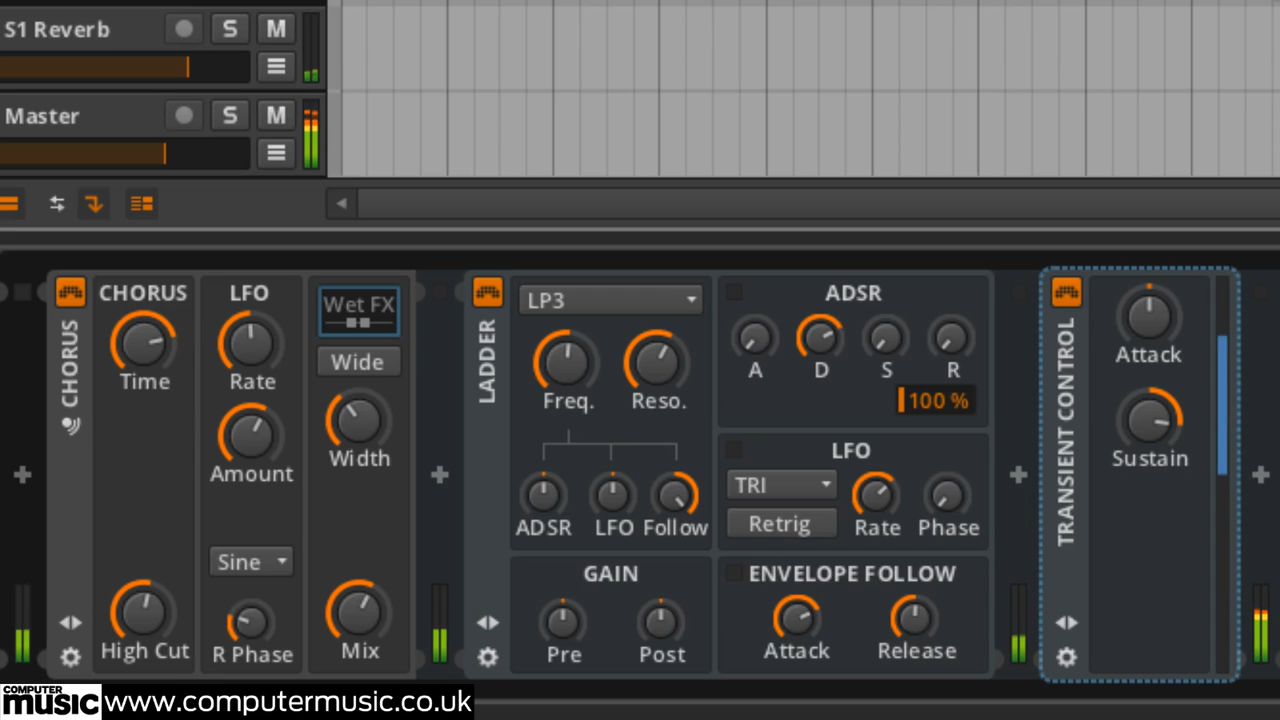 S1 Reverb
S
M
Master
S
M
CHORUS
CHORUS
Time
High Cut
LFO
Rate
Amount
Sine
R Phase
Wet FX
Wide
Width
Mix
LADDER
LP3
Freq.
Reso.
ADSR
LFO
Follow
GAIN
Pre
Post
ADSR
A
D
S
R
100 %
LFO
TRI
Retrig
Rate
Phase
ENVELOPE FOLLOW
Attack
Release
TRANSIENT CONTROL
Attack
Sustain
COMPUTER
music
www.computermusic.co.uk